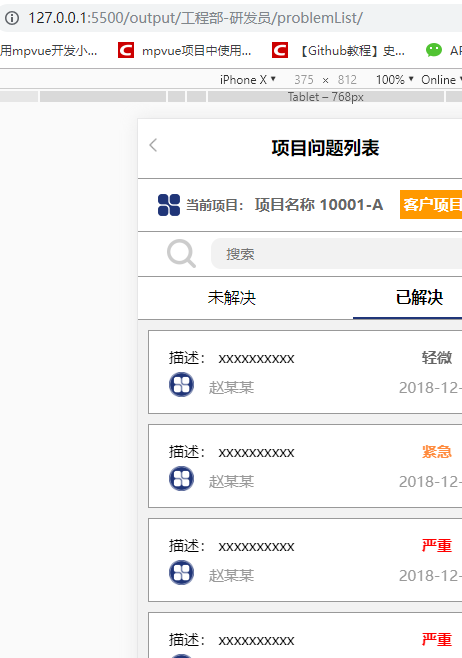 127.0.0.1:5500/output/工程部-研发员/problemList/
用mpvue开发小... mpvue项目中使用... 【Github教程】史... AP
iPhone X ▼ 375 × 812 100% ▼ Online ▼
Tablet – 768px
项目问题列表
当前项目： 项目名称 10001-A 客户项目
搜索
未解决 已解决
描述： xxxxxxxxxx 轻微
赵某某 2018-12-
描述： xxxxxxxxxx 紧急
赵某某 2018-12-
描述： xxxxxxxxxx 严重
赵某某 2018-12-
描述： xxxxxxxxxx 严重